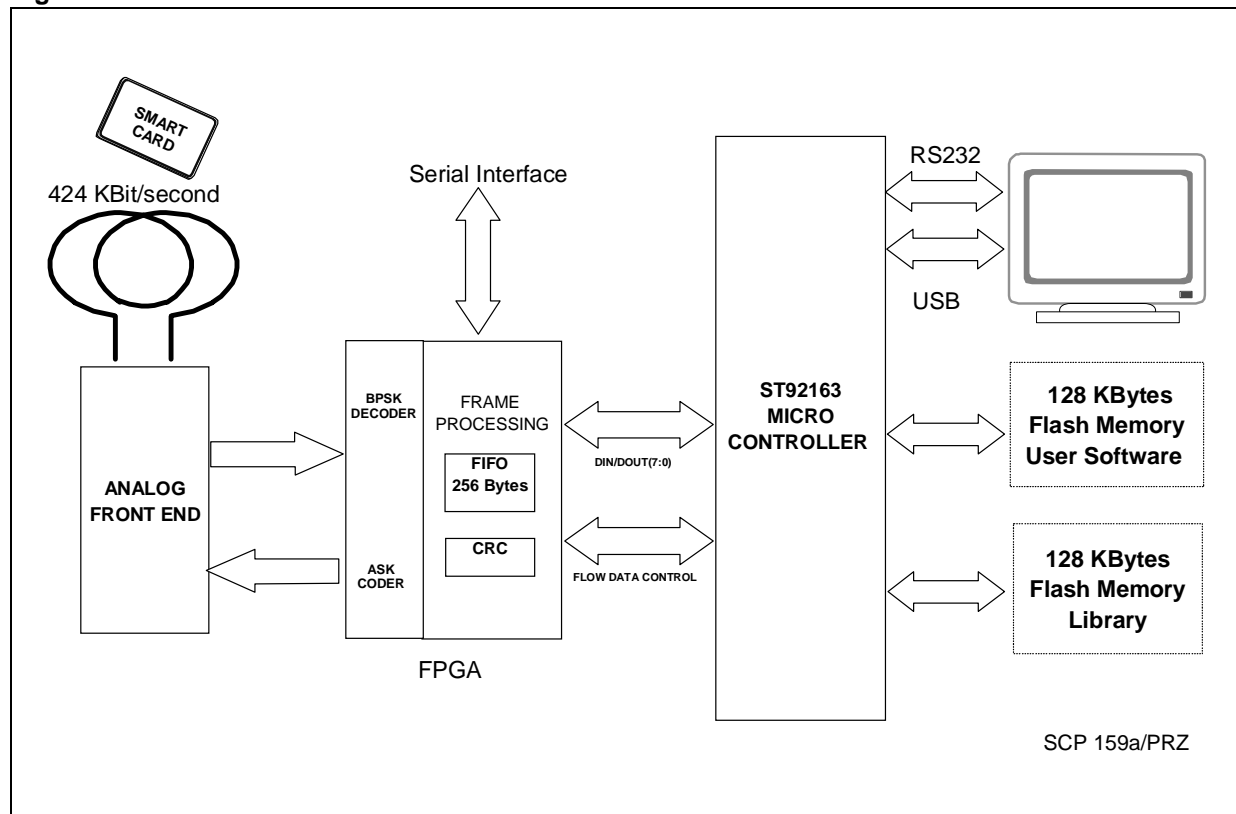 SMART
CARD
424 KBit/second
Serial Interface
RS232
USB
BPSK
DECODER
FRAME
PROCESSING
FIFO
256 Bytes
CRC
ASK
CODER
FPGA
ANALOG
FRONT END
DIN/DOUT(7:0)
FLOW DATA CONTROL
ST92163
MICRO
CONTROLLER
128 KBytes
Flash Memory
User Software
128 KBytes
Flash Memory
Library
SCP 159a/PRZ